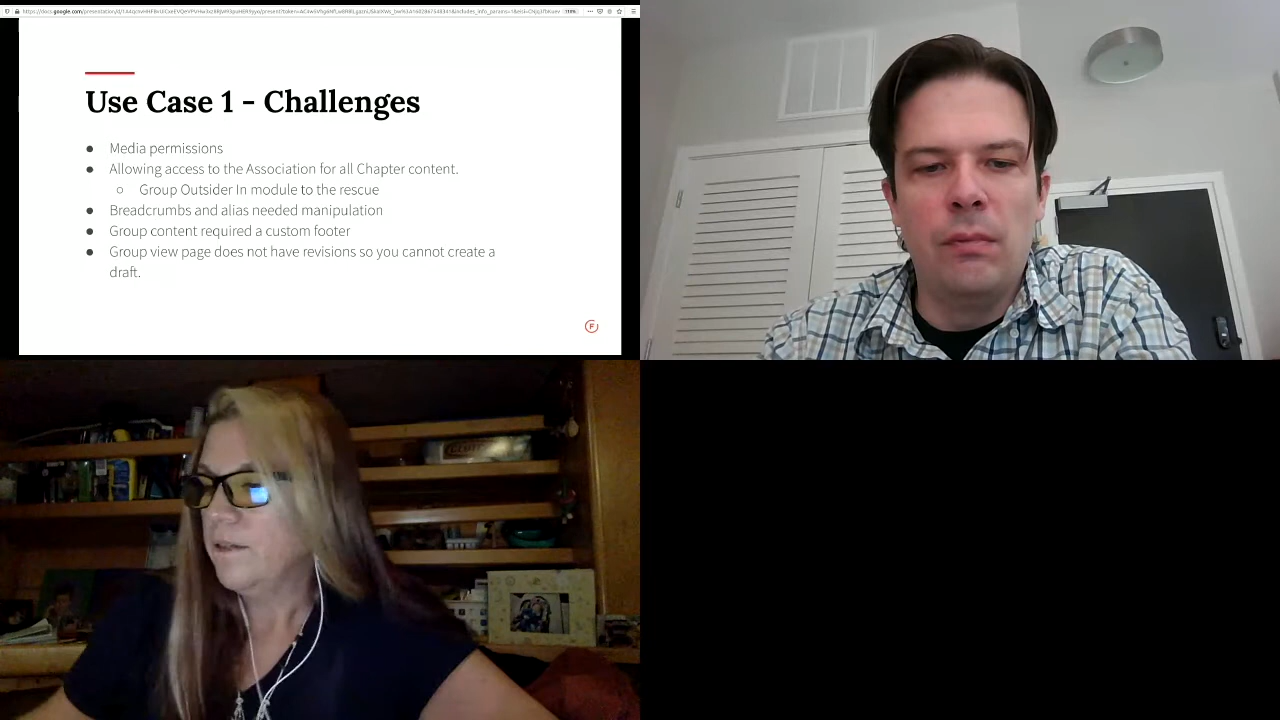 110%
Use Case 1 - Challenges
● Media permissions
● Allowing access to the Association for all Chapter content.
○ Group Outsider In module to the rescue
● Breadcrumbs and alias needed manipulation
● Group content required a custom footer
● Group view page does not have revisions so you cannot create a
draft.
F